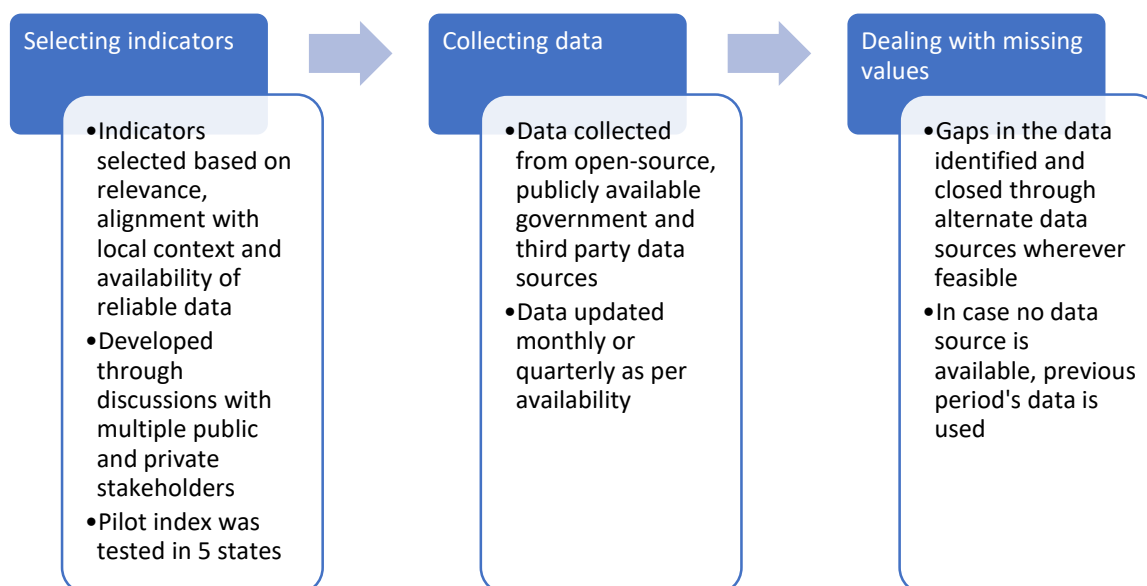 Selecting indicators
•Indicators
selected based on
relevance,
alignment with
local context and
availability of
reliable data
•Developed
through
discussions with
multiple public
and private
stakeholders
•Pilot index was
tested in 5 states
Collecting data
•Data collected
from open-source,
publicly available
government and
third party data
sources
•Data updated
monthly or
quarterly as per
availability
Dealing with missing
values
•Gaps in the data
identified and
closed through
alternate data
sources wherever
feasible
•In case no data
source is
available, previous
period's data is
used